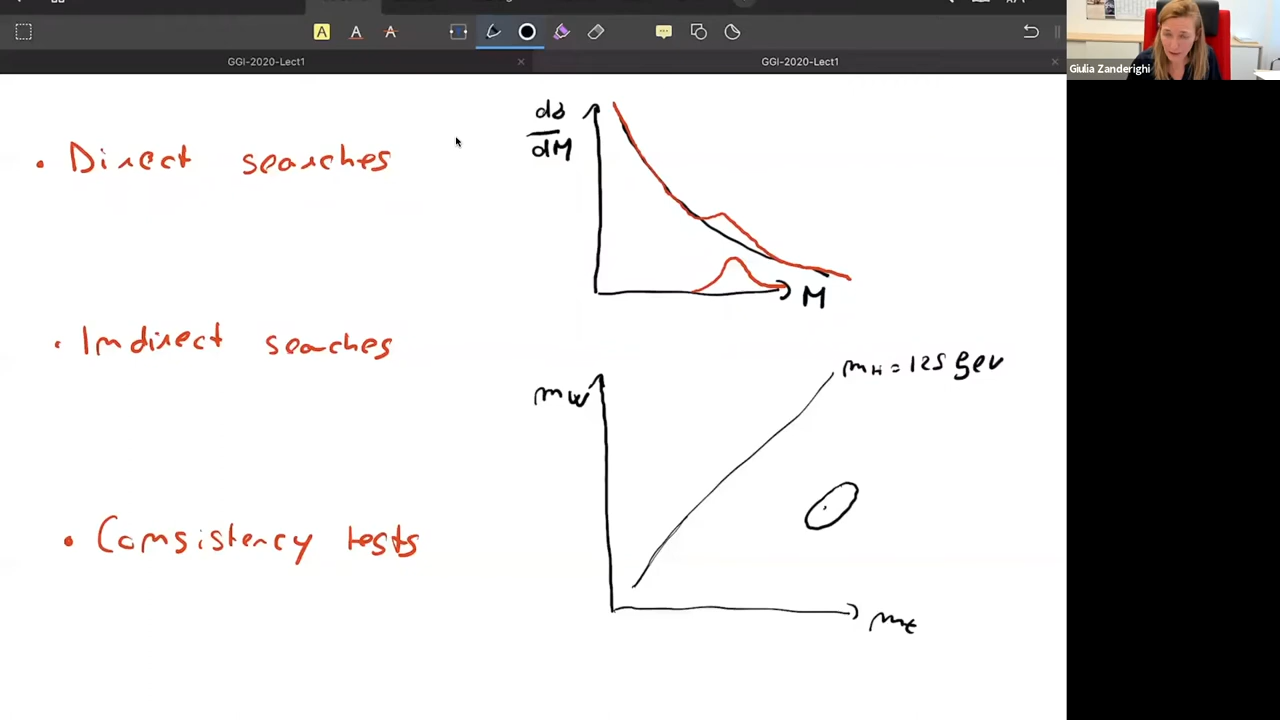 GGI-2020-Lect1
GGI-2020-Lect1
Giulia Zanderighi
A A A
• Direct searches
dσ
dM
M
• Indirect searches
mW
mH = 125 GeV
mt
• Consistency tests